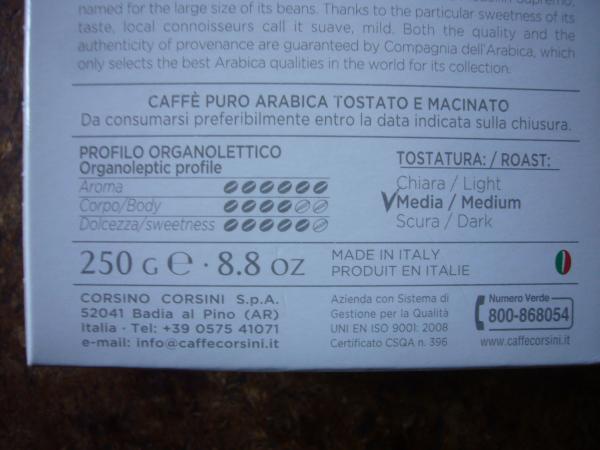 named for the large size of its beans. Thanks to the particular sweetness of its
taste, local connoisseurs call it suave, mild. Both the quality and the
authenticity of provenance are guaranteed by Compagnia dell'Arabica, which
only selects the best Arabica qualities in the world for its collection.
CAFFÈ PURO ARABICA TOSTATO E MACINATO
Da consumarsi preferibilmente entro la data indicata sulla chiusura.
PROFILO ORGANOLETTICO
Organoleptic profile
Aroma
Corpo/Body
Dolcezza/sweetness
TOSTATURA: / ROAST:
Chiara / Light
Media / Medium
Scura / Dark
250 G e · 8.8 OZ
MADE IN ITALY
PRODUIT EN ITALIE
CORSINO CORSINI S.p.A.
52041 Badia al Pino (AR)
Italia · Tel: +39 0575 41071
e-mail: info@caffecorsini.it
Azienda con Sistema di
Gestione per la Qualità
UNI EN ISO 9001: 2008
Certificato CSQA n. 396
Numero Verde
800-868054
www.caffecorsini.it